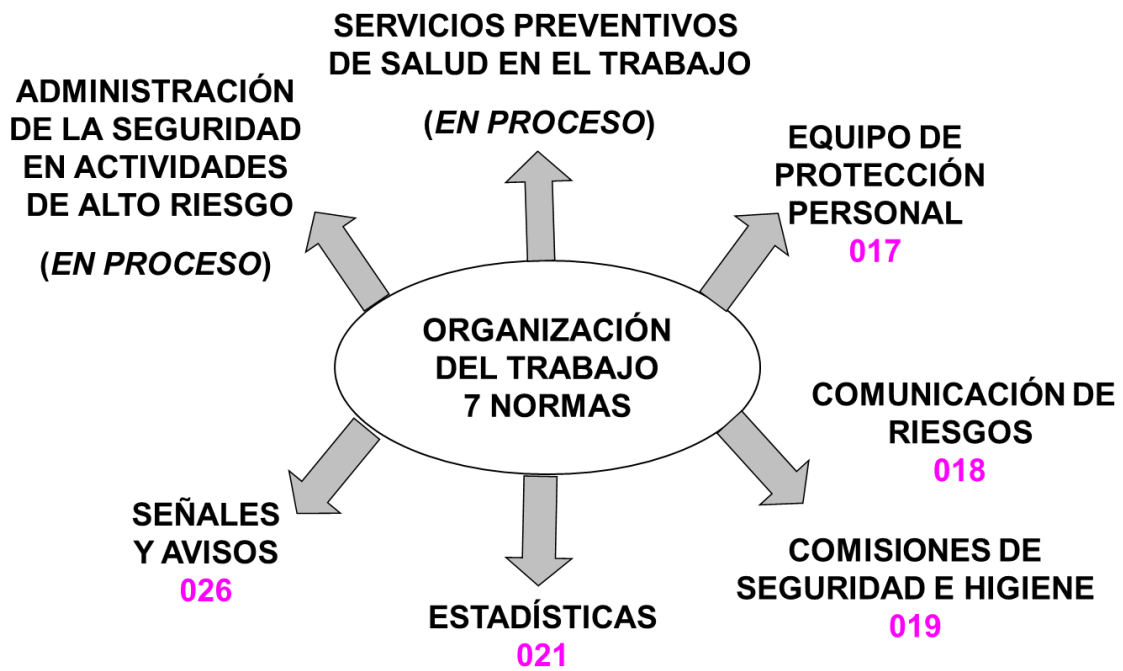 SERVICIOS PREVENTIVOS
DE SALUD EN EL TRABAJO
(EN PROCESO)
ADMINISTRACIÓN
DE LA SEGURIDAD
EN ACTIVIDADES
DE ALTO RIESGO
(EN PROCESO)
EQUIPO DE
PROTECCIÓN
PERSONAL
017
ORGANIZACIÓN
DEL TRABAJO
7 NORMAS
COMUNICACIÓN DE
RIESGOS
018
SEÑALES
Y AVISOS
026
ESTADÍSTICAS
021
COMISIONES DE
SEGURIDAD E HIGIENE
019